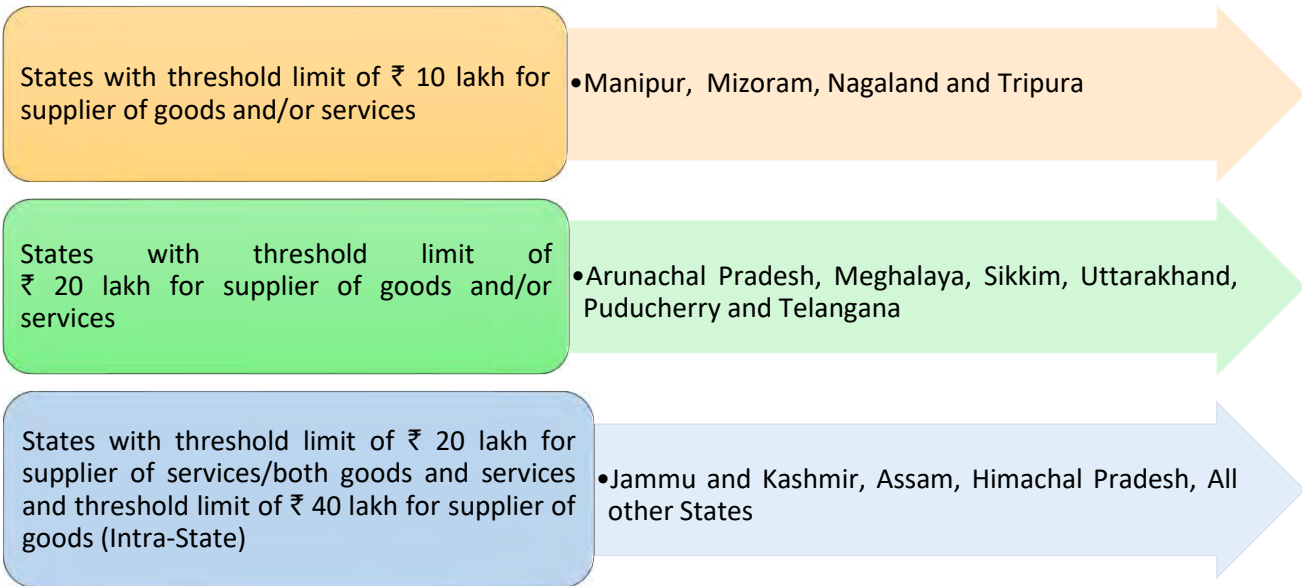 States with threshold limit of ₹ 10 lakh for
supplier of goods and/or services
•Manipur, Mizoram, Nagaland and Tripura
States with threshold limit of
₹ 20 lakh for supplier of goods and/or
services
•Arunachal Pradesh, Meghalaya, Sikkim, Uttarakhand,
Puducherry and Telangana
States with threshold limit of ₹ 20 lakh for
supplier of services/both goods and services
and threshold limit of ₹ 40 lakh for supplier of
goods (Intra-State)
•Jammu and Kashmir, Assam, Himachal Pradesh, All
other States